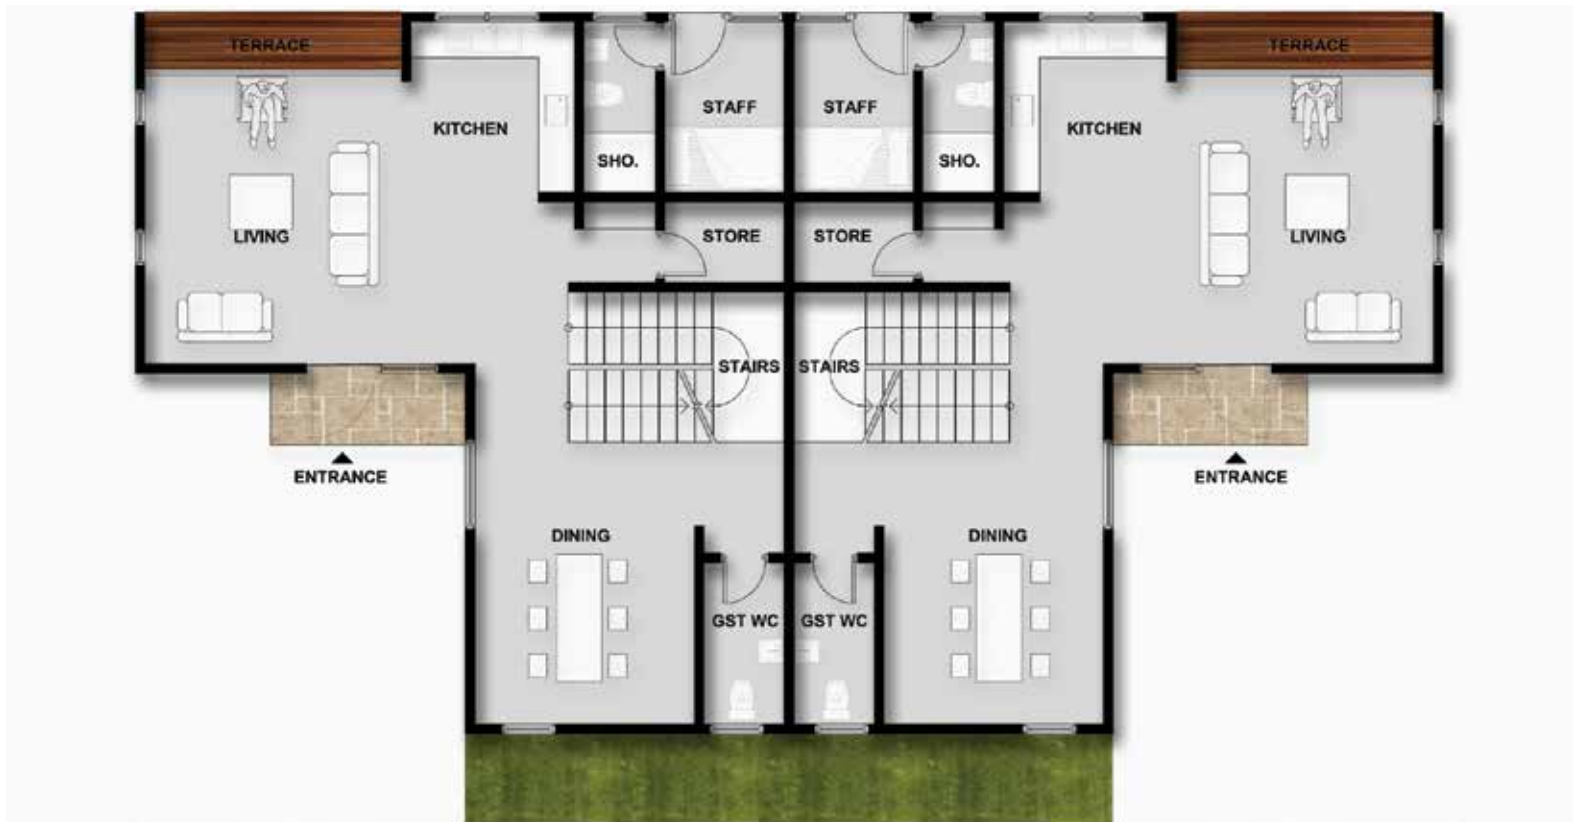 TERRACE
TERRACE
STAFF
STAFF
KITCHEN
KITCHEN
SHO.
SHO.
LIVING
STORE
STORE
LIVING
STAIRS
STAIRS
ENTRANCE
ENTRANCE
DINING
DINING
GST WC
GST WC